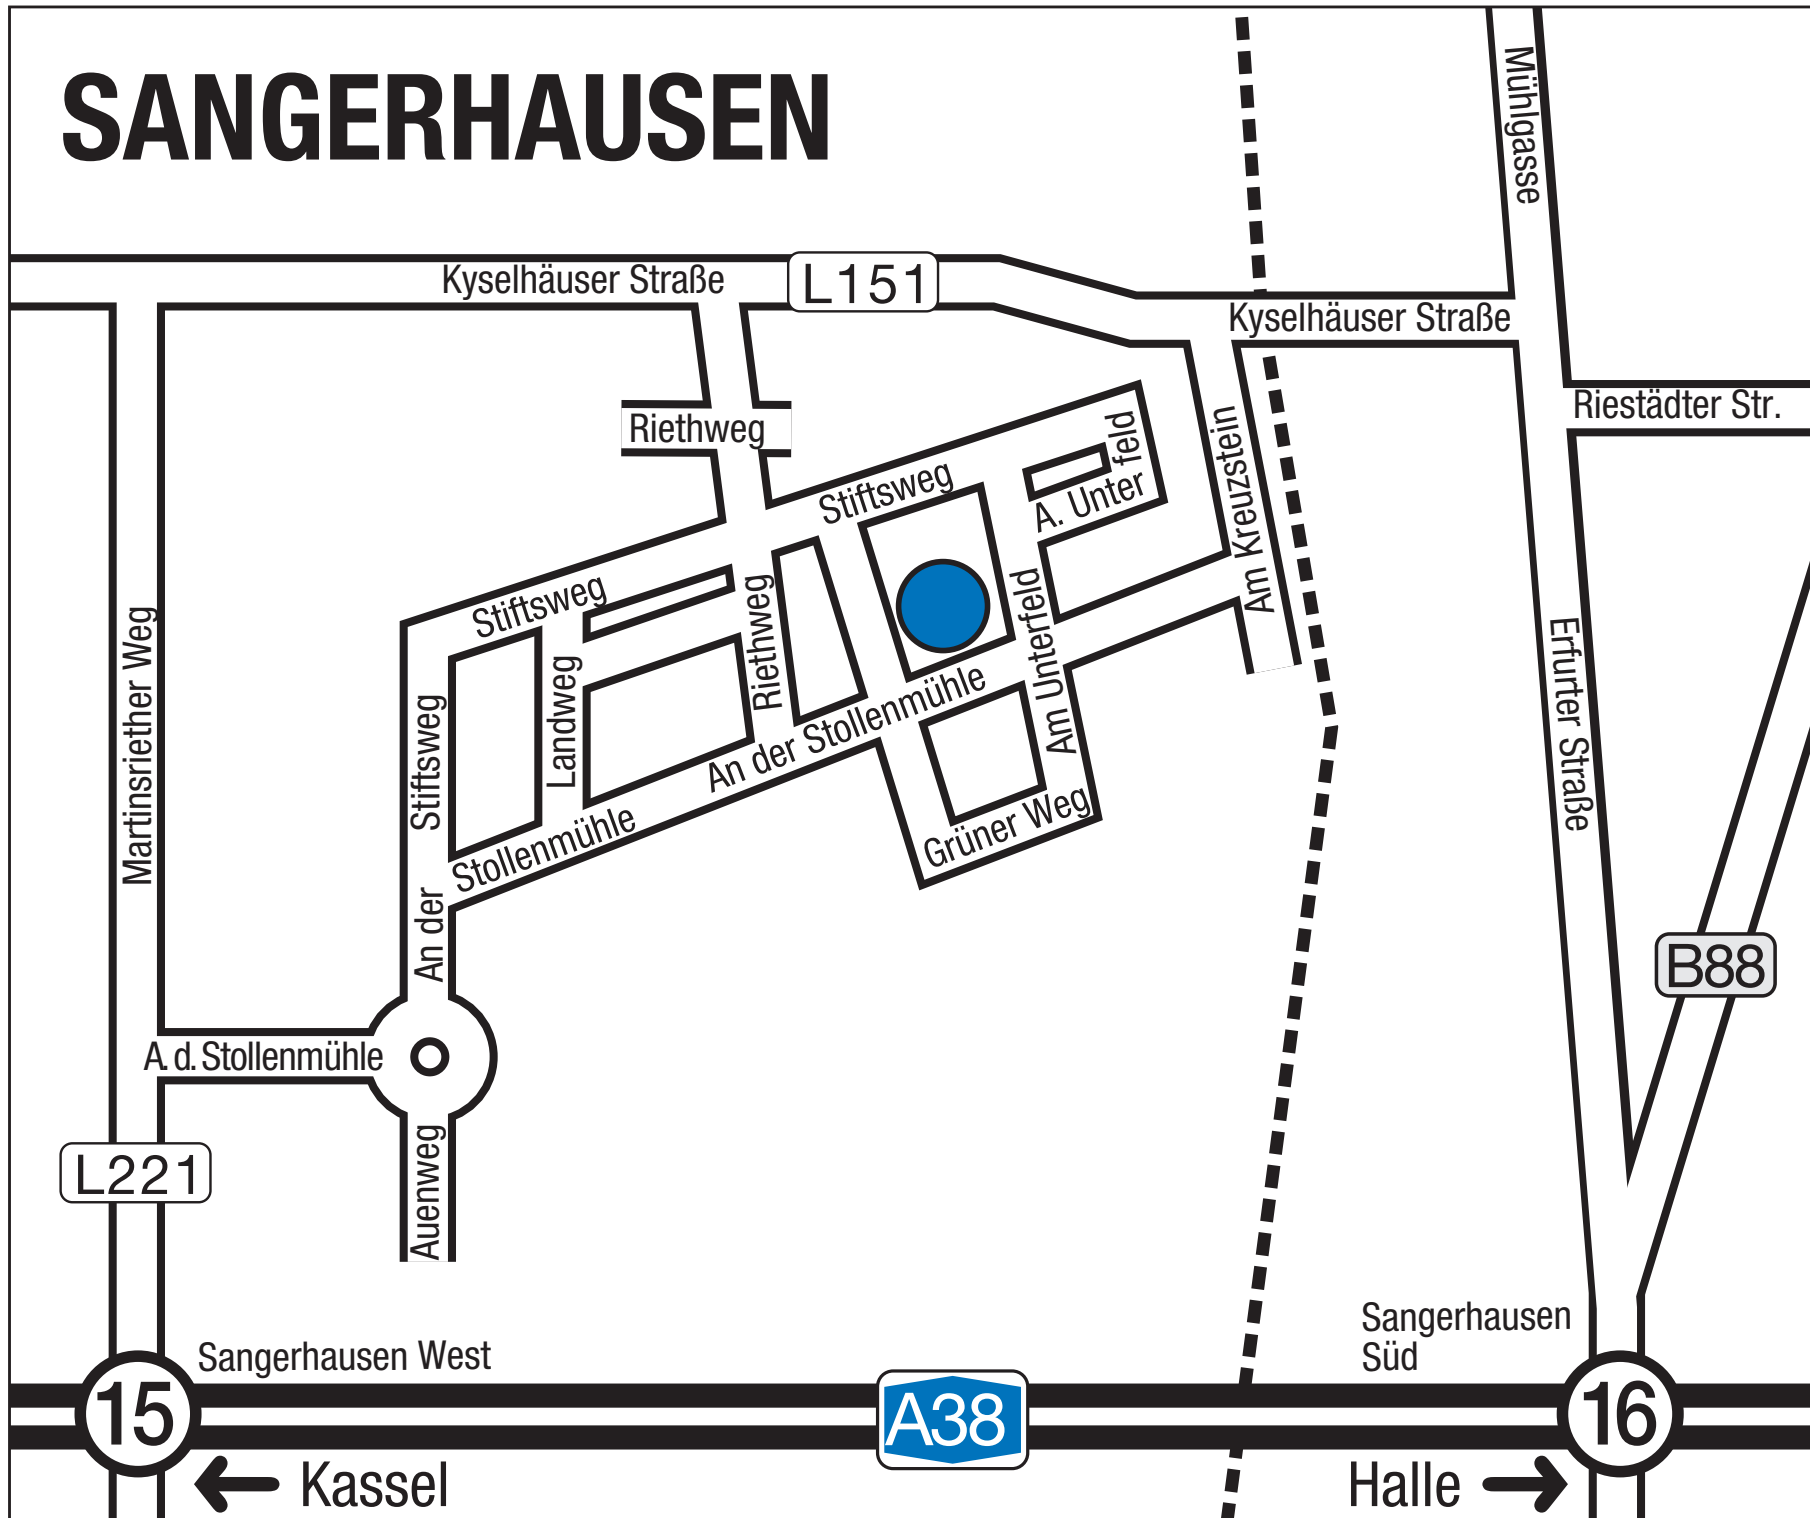 SANGERHAUSEN
Mühlgasse
Kyselhäuser Straße
L151
Kyselhäuser Straße
Riestädter Str.
Riethweg
Stiftsweg
A. Unter
feld
Am Kreuzstein
Stiftsweg
Riethweg
Am Unterfeld
Martinsriether Weg
Landweg
Stiftsweg
An der Stollenmühle
Erfurter Straße
An der
Stollenmühle
Grüner Weg
B88
A. d. Stollenmühle
L221
Auenweg
Sangerhausen
Süd
Sangerhausen West
15
A38
16
Kassel
Halle